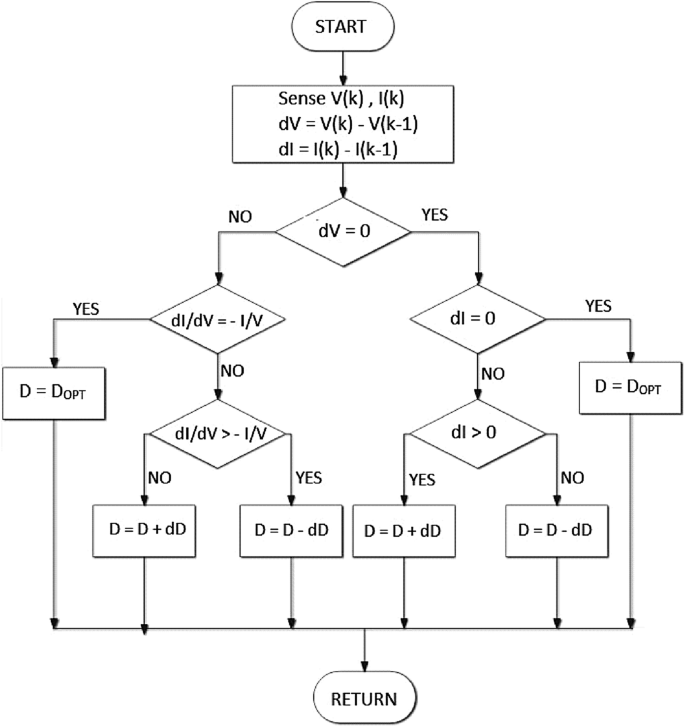 START
Sense V(k) , I(k)
dV = V(k) - V(k-1)
dI = I(k) - I(k-1)
NO
YES
dV = 0
YES
dI/dV = - I/V
dI = 0
YES
NO
NO
D = DOPT
D = DOPT
dI/dV > - I/V
dI > 0
NO
YES
YES
NO
D = D + dD
D = D - dD
D = D + dD
D = D - dD
RETURN